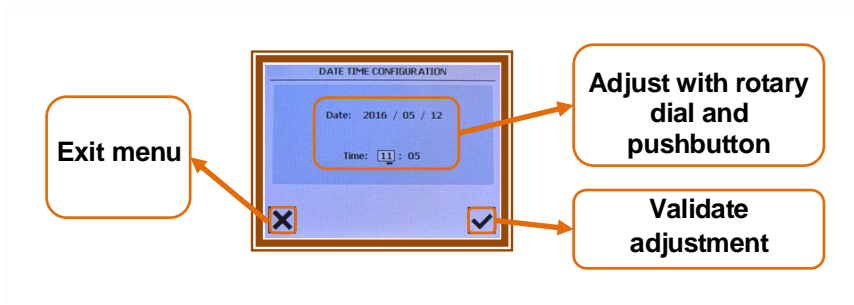 DATE TIME CONFIGURATION
Date: 2016 / 05 / 12
Time: 11 : 05
Exit menu
Adjust with rotary
dial and
pushbutton
Validate
adjustment